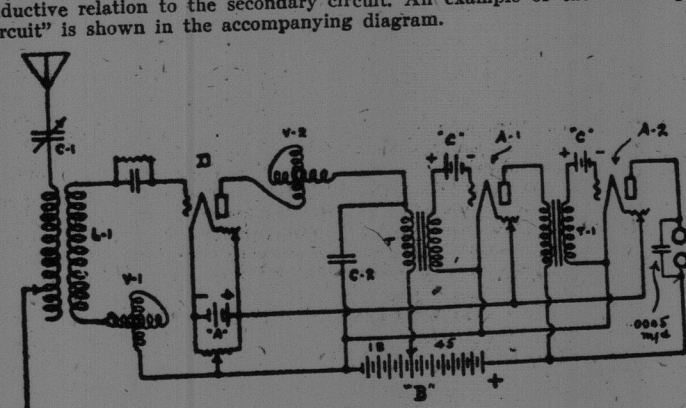 ductive relation to the secondary circuit. An example of
rcuit" is shown in the accompanying diagram.
C-1
L-1
V-1
D
V-2
"C"
A-1
"C"
A-2
+
-
+
-
C-2
T
T-1
-
+
"A"
.0005
mfd
18
45
"B"
+